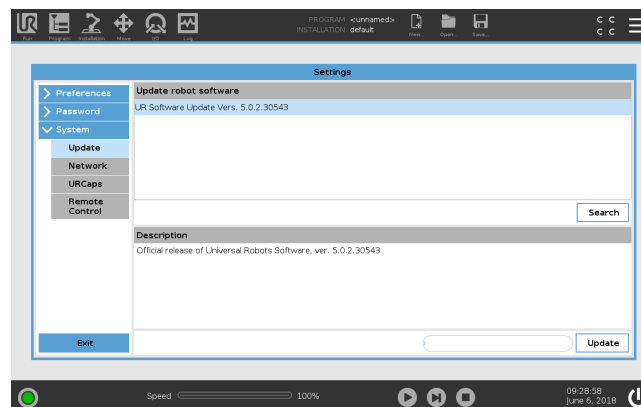 UR
PROGRAM <unnamed>
INSTALLATION default
Run
Program
Installation
Move
I/O
Log
New...
Open...
Save...
C C
C C
Settings
Preferences
Password
System
Update
Network
URCaps
Remote
Control
Exit
Update robot software
UR Software Update Vers. 5.0.2.30543
Search
Description
Official release of Universal Robots Software, ver. 5.0.2.30543
Update
Speed
100%
09:28:58
June 6, 2018